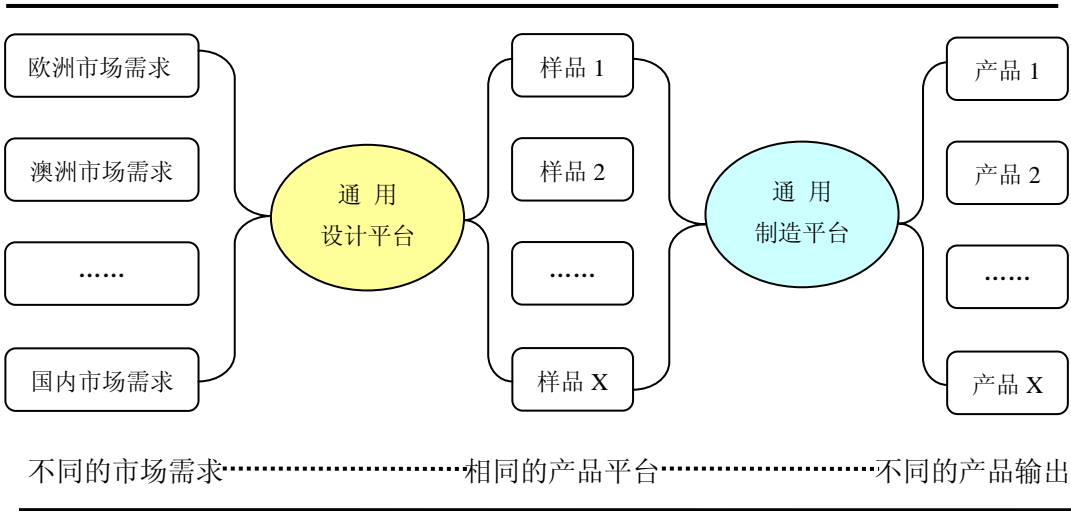 欧洲市场需求
澳洲市场需求
……
国内市场需求
通 用
设计平台
样品 1
样品 2
……
样品 X
通 用
制造平台
产品 1
产品 2
……
产品 X
不同的市场需求……………………相同的产品平台…………………不同的产品输出